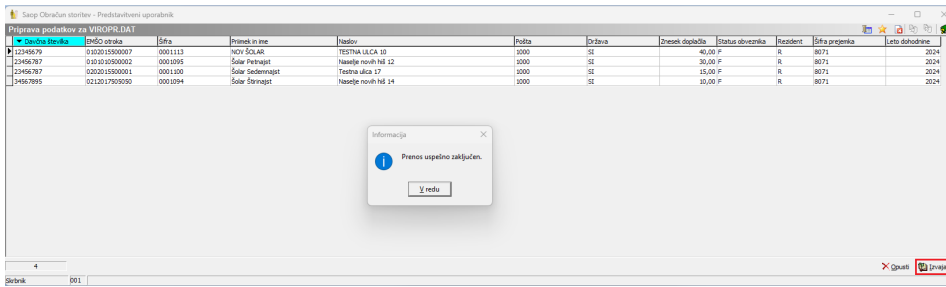 Saop Obračun storitev - Predstavitveni uporabnik
Priprava podatkov za VIROPR.DAT
Davčna številka EMŠO otroka Šifra Priimek in ime Naslov Pošta Država Znesek doplačila Status obveznika Rezident Šifra prejemka Leto dohodnine
12345679 0102015500007 0001113 NOV ŠOLAR TESTNA ULCA 10 1000 SI 40,00 F R 8071 2024
23456787 0101010500002 0001095 Šolar Petnajst Naselje novih hiš 12 1000 SI 30,00 F R 8071 2024
23456787 0202015500001 0001100 Šolar Sedemnajst Testna ulica 17 1000 SI 15,00 F R 8071 2024
34567895 0212017505050 0001094 Šolar Štirinajst Naselje novih hiš 14 1000 SI 10,00 F R 8071 2024
Informacija
Prenos uspešno zaključen.
V redu
4
Opusti
Skrbnik 001